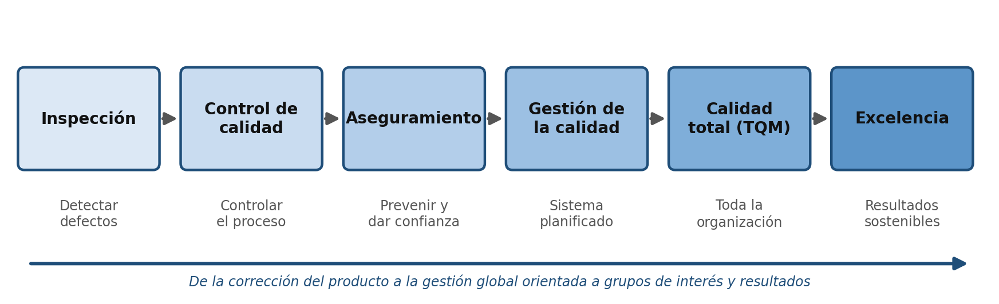 Inspección
Control de
calidad
Aseguramiento
Gestión de
la calidad
Calidad
total (TQM)
Excelencia
Detectar
defectos
Controlar
el proceso
Prevenir y
dar confianza
Sistema
planificado
Toda la
organización
Resultados
sostenibles
De la corrección del producto a la gestión global orientada a grupos de interés y resultados